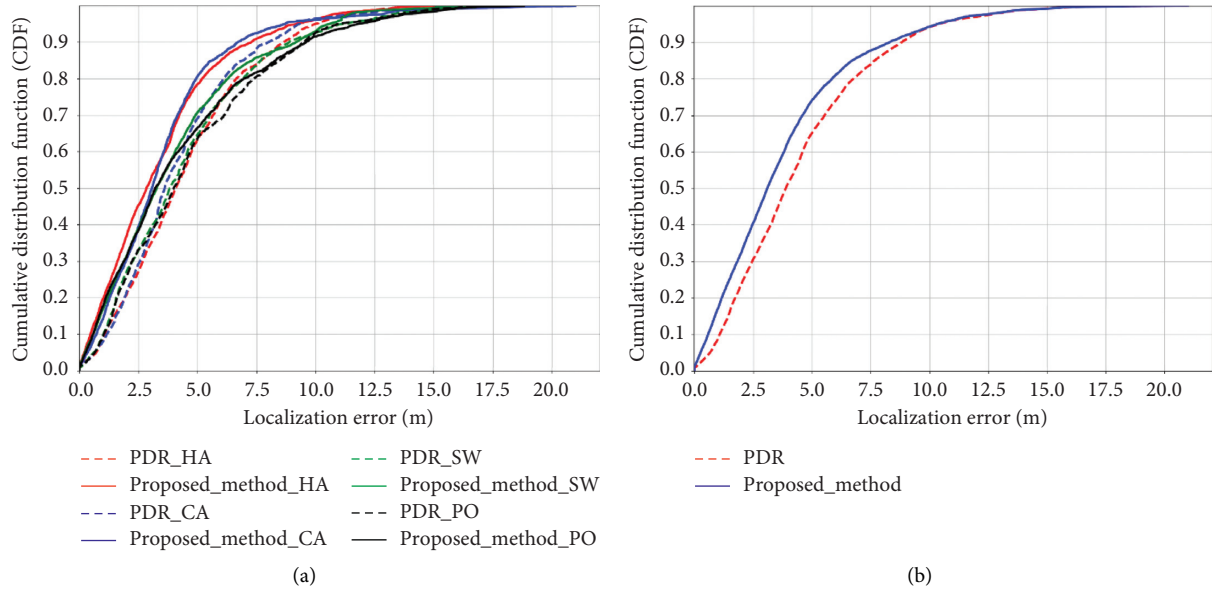 Cumulative distribution function (CDF)
0.9
0.8
0.7
0.6
0.5
0.4
0.3
0.2
0.1
0.0
0.0 2.5 5.0 7.5 10.0 12.5 15.0 17.5 20.0
Localization error (m)
PDR_HA
Proposed_method_HA
PDR_CA
Proposed_method_CA
PDR_SW
Proposed_method_SW
PDR_PO
Proposed_method_PO
(a)
Cumulative distribution function (CDF)
0.9
0.8
0.7
0.6
0.5
0.4
0.3
0.2
0.1
0.0
0.0 2.5 5.0 7.5 10.0 12.5 15.0 17.5 20.0
Localization error (m)
PDR
Proposed_method
(b)